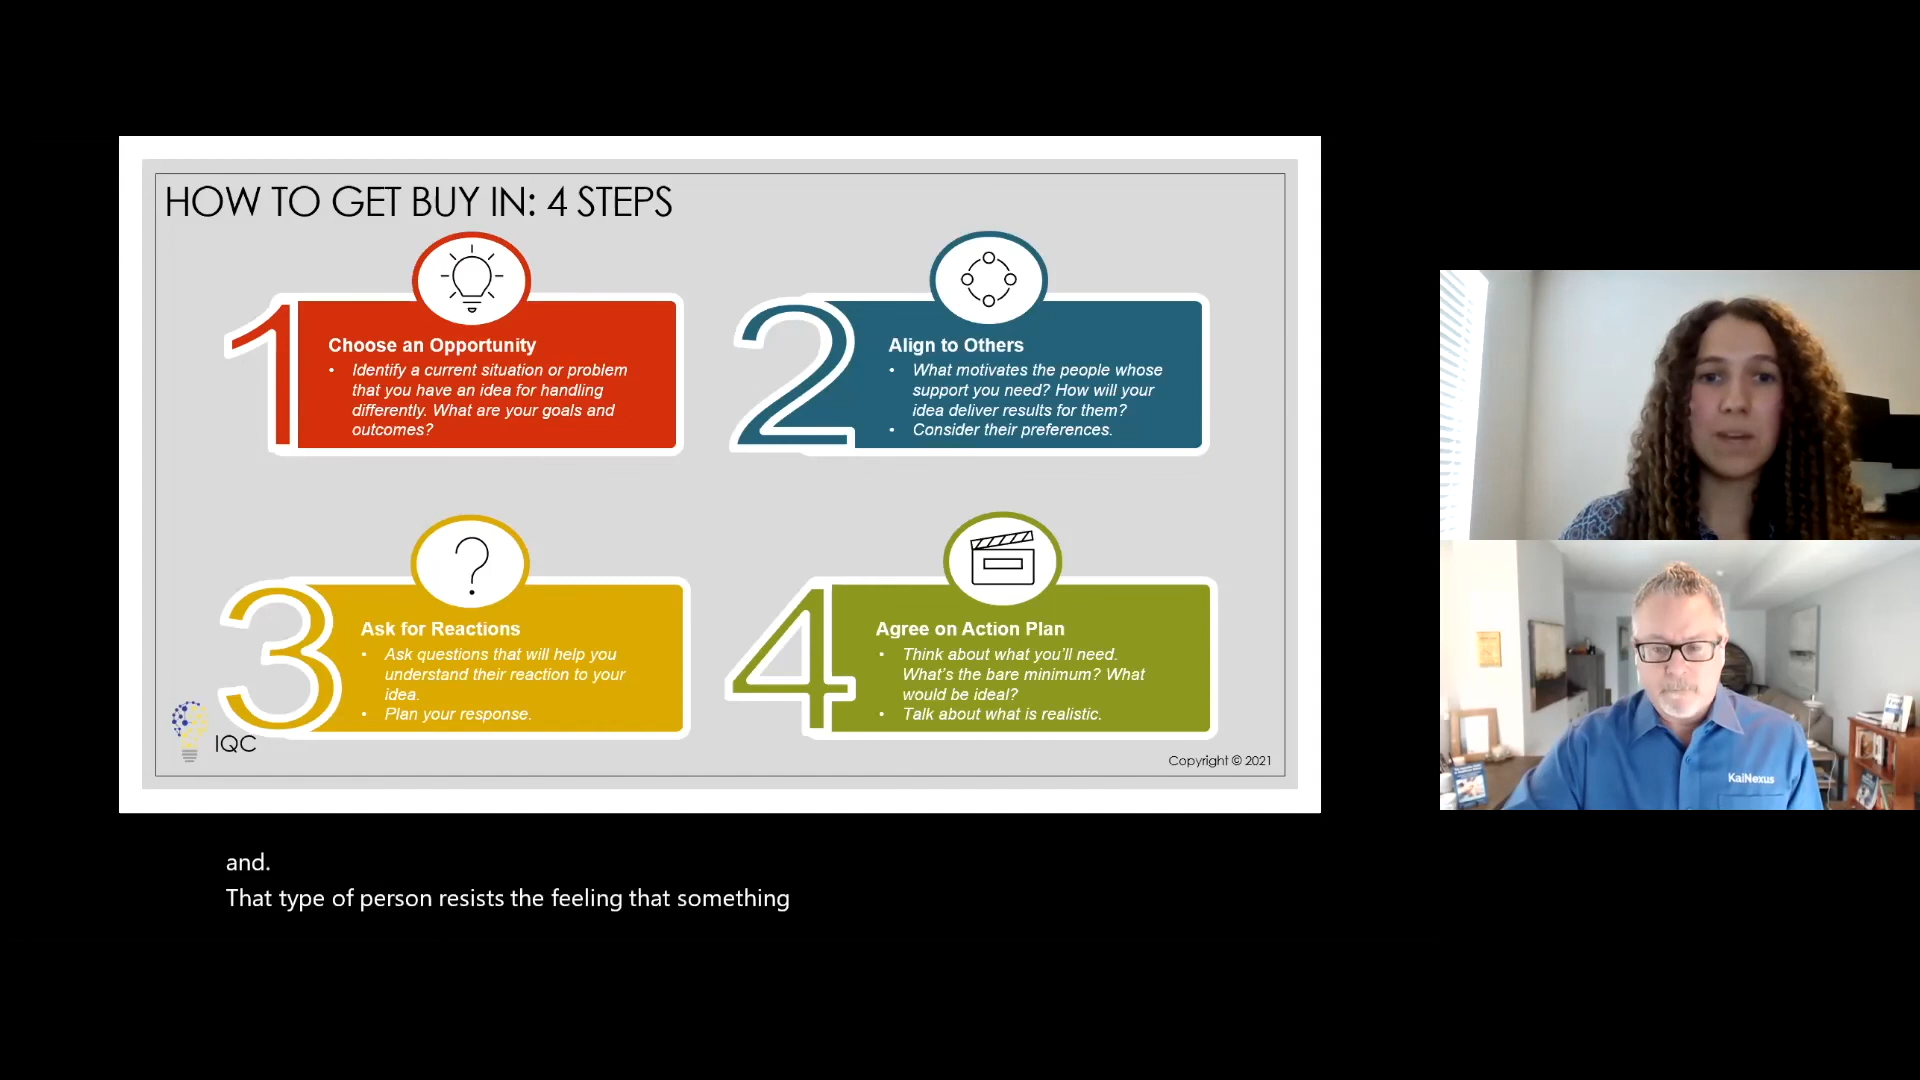 HOW TO GET BUY IN: 4 STEPS
1
Choose an Opportunity
• Identify a current situation or problem
that you have an idea for handling
differently. What are your goals and
outcomes?
2
Align to Others
• What motivates the people whose
support you need? How will your
idea deliver results for them?
• Consider their preferences.
3
Ask for Reactions
• Ask questions that will help you
understand their reaction to your
idea.
• Plan your response.
4
Agree on Action Plan
• Think about what you'll need.
What's the bare minimum? What
would be ideal?
• Talk about what is realistic.
IQC
Copyright © 2021
KaiNexus
and.
That type of person resists the feeling that something